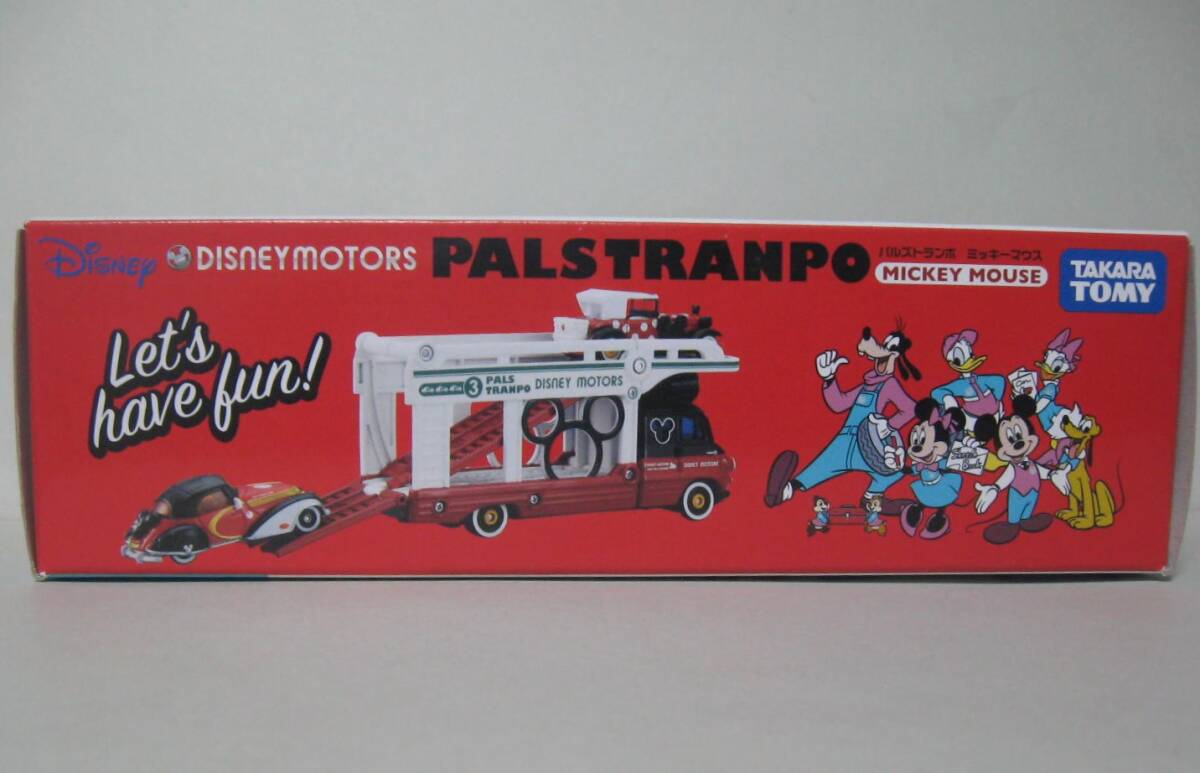 Disney DISNEYMOTORS PALSTRANPO パルストランポ ミッキーマウス
MICKEY MOUSE
TAKARA
TOMY
Let's
have fun!
3 PALS
TRANPO DISNEY MOTORS